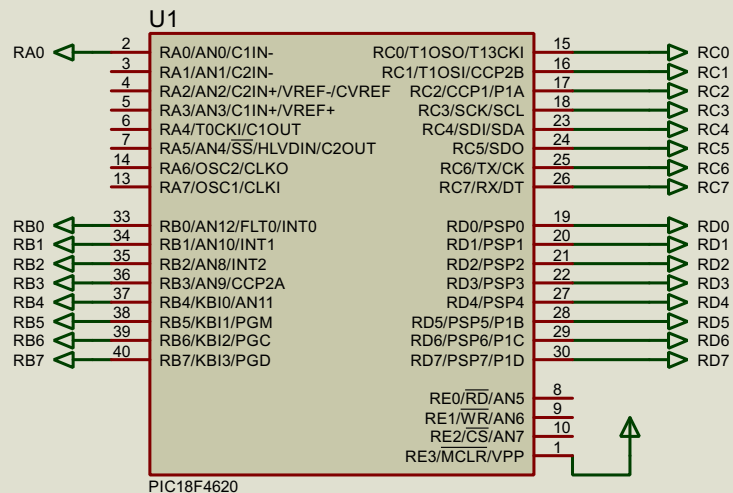 U1
RA0 2 RA0/AN0/C1IN- RC0/T1OSO/T13CKI 15 RC0
3 RA1/AN1/C2IN- RC1/T1OSI/CCP2B 16 RC1
4 RA2/AN2/C2IN+/VREF-/CVREF RC2/CCP1/P1A 17 RC2
5 RA3/AN3/C1IN+/VREF+ RC3/SCK/SCL 18 RC3
6 RA4/T0CKI/C1OUT RC4/SDI/SDA 23 RC4
7 RA5/AN4/SS/HLVDIN/C2OUT RC5/SDO 24 RC5
14 RA6/OSC2/CLKO RC6/TX/CK 25 RC6
13 RA7/OSC1/CLKI RC7/RX/DT 26 RC7
RB0 33 RB0/AN12/FLT0/INT0 RD0/PSP0 19 RD0
RB1 34 RB1/AN10/INT1 RD1/PSP1 20 RD1
RB2 35 RB2/AN8/INT2 RD2/PSP2 21 RD2
RB3 36 RB3/AN9/CCP2A RD3/PSP3 22 RD3
RB4 37 RB4/KBI0/AN11 RD4/PSP4 27 RD4
RB5 38 RB5/KBI1/PGM RD5/PSP5/P1B 28 RD5
RB6 39 RB6/KBI2/PGC RD6/PSP6/P1C 29 RD6
RB7 40 RB7/KBI3/PGD RD7/PSP7/P1D 30 RD7
RE0/RD/AN5 8
RE1/WR/AN6 9
RE2/CS/AN7 10
RE3/MCLR/VPP 1
PIC18F4620